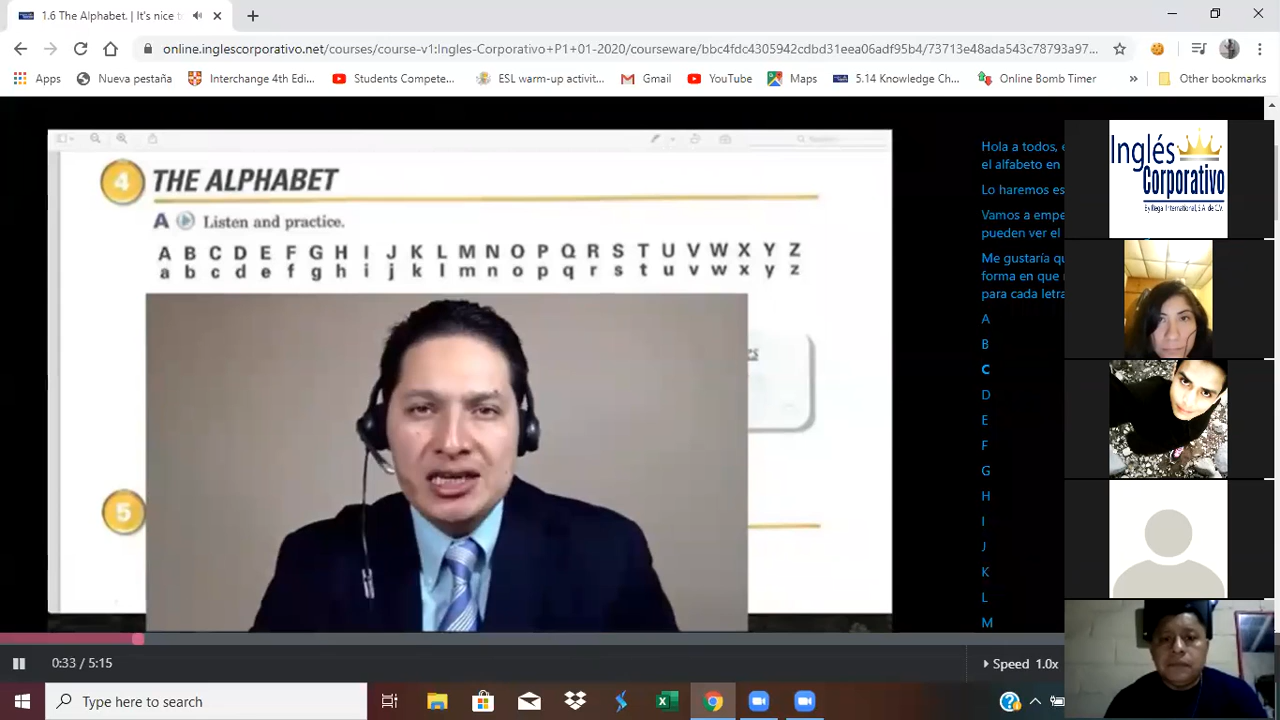 1.6 The Alphabet. | It's nice t
online.inglescorporativo.net/courses/course-v1:Ingles-Corporativo+P1+01-2020/courseware/bbc4fdc4305942cdbd31eea06adf95b4/73713e48ada543c78793a97...
Apps Nueva pestaña Interchange 4th Edi... Students Compete... ESL warm-up activit... Gmail YouTube Maps 5.14 Knowledge Ch... Online Bomb Timer » Other bookmarks
4 THE ALPHABET
A Listen and practice.
A B C D E F G H I J K L M N O P Q R S T U V W X Y Z
a b c d e f g h i j k l m n o p q r s t u v w x y z
5
Hola a todos,
el alfabeto en
Lo haremos es
Vamos a empe
pueden ver el
Me gustaría qu
forma en que
para cada letra
A
B
C
D
E
F
G
H
I
J
K
L
M
Inglés
Corporativo
By Ilega International, S.A. de C.V.
0:33 / 5:15
Speed 1.0x
Type here to search